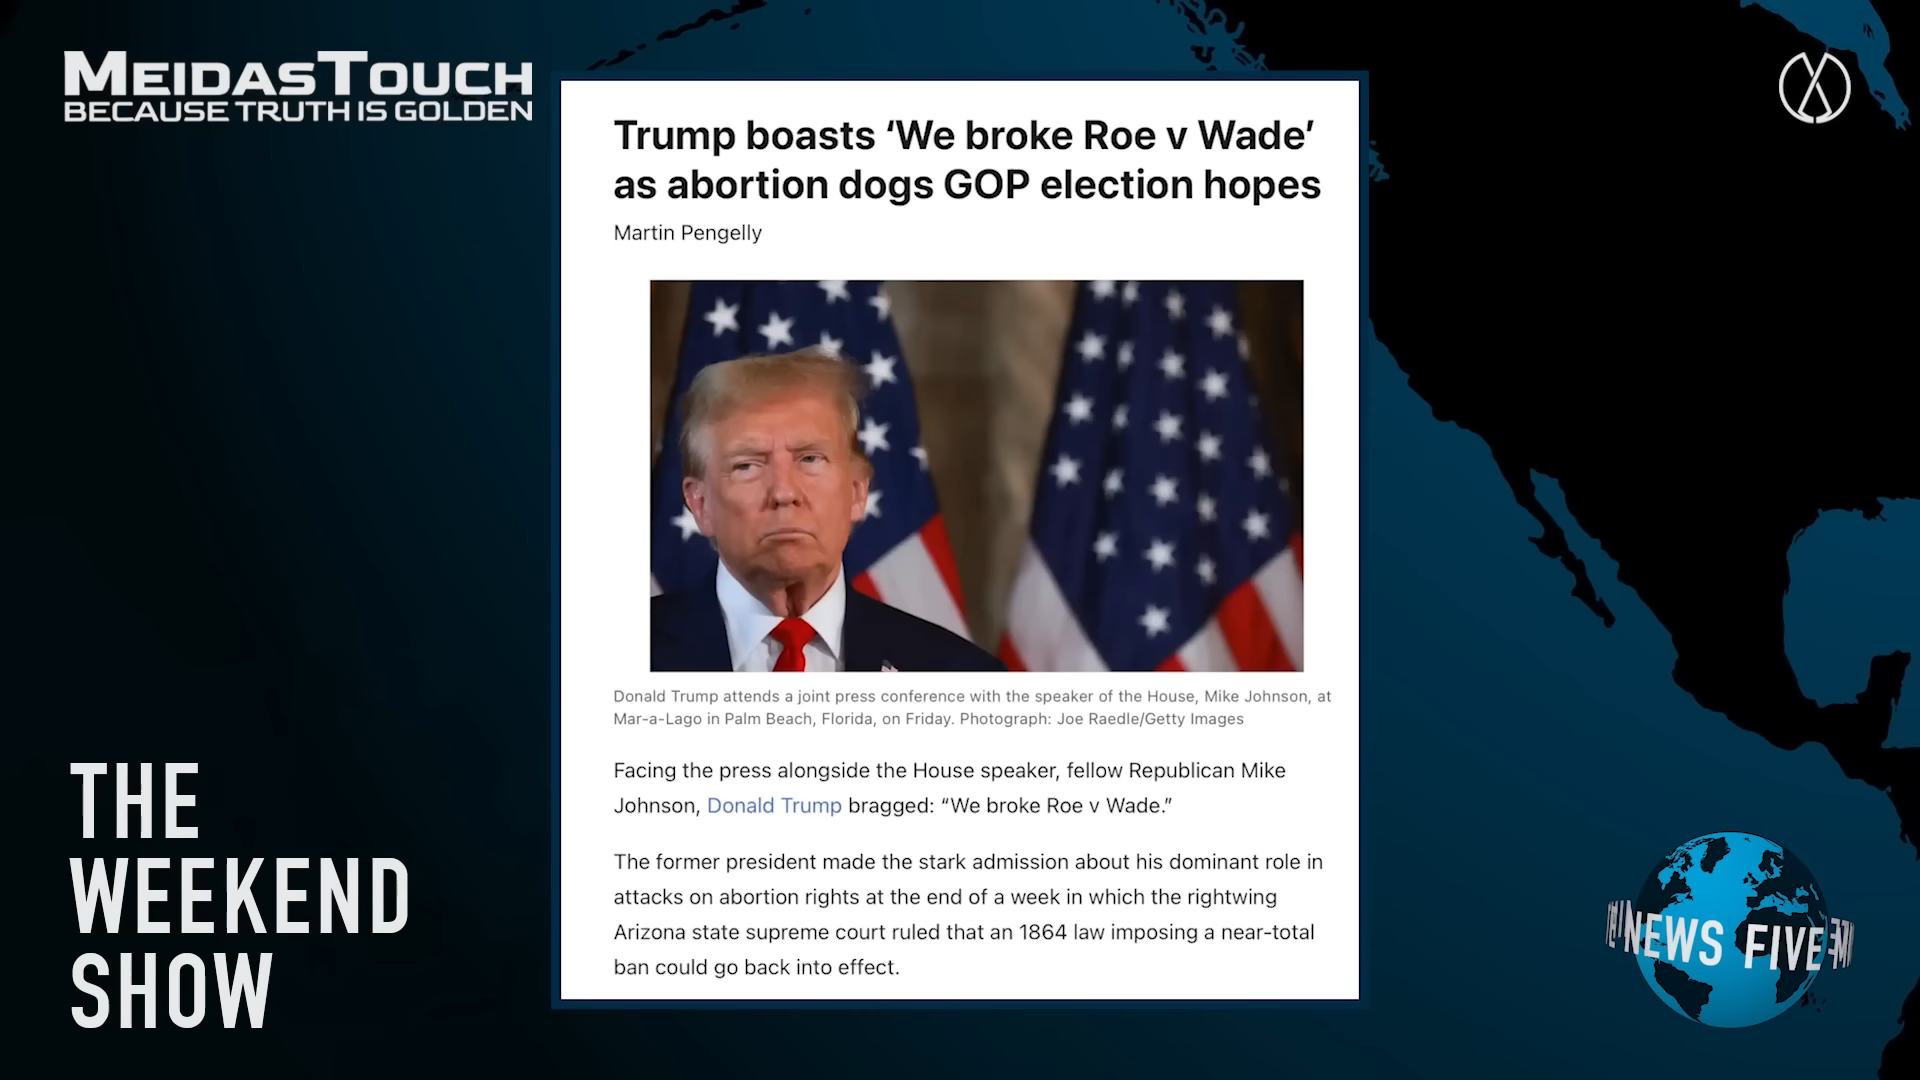 MEIDASTOUCH
BECAUSE TRUTH IS GOLDEN
Trump boasts ‘We broke Roe v Wade’
as abortion dogs GOP election hopes
Martin Pengelly
Donald Trump attends a joint press conference with the speaker of the House, Mike Johnson, at
Mar-a-Lago in Palm Beach, Florida, on Friday. Photograph: Joe Raedle/Getty Images
Facing the press alongside the House speaker, fellow Republican Mike
Johnson, Donald Trump bragged: “We broke Roe v Wade.”
The former president made the stark admission about his dominant role in
attacks on abortion rights at the end of a week in which the rightwing
Arizona state supreme court ruled that an 1864 law imposing a near-total
ban could go back into effect.
THE
WEEKEND
SHOW
NEWS FIVE